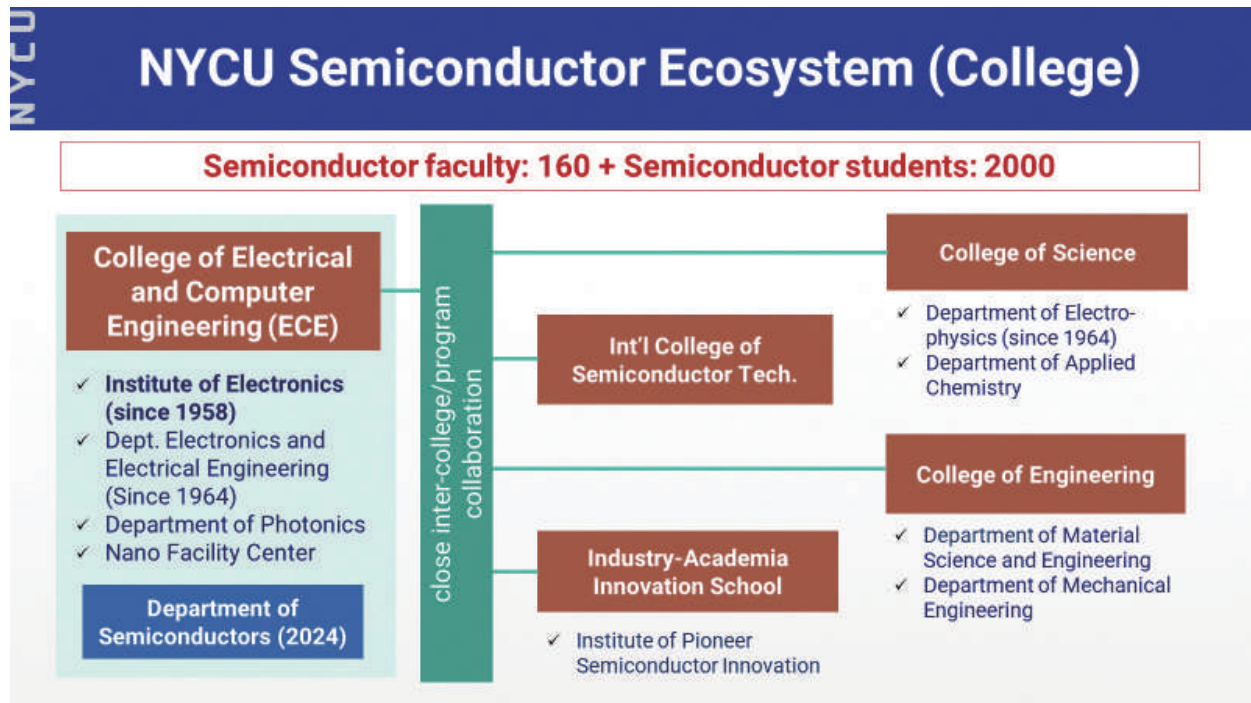 NYCU
NYCU Semiconductor Ecosystem (College)
Semiconductor faculty: 160 + Semiconductor students: 2000
College of Electrical
and Computer
Engineering (ECE)
✓ Institute of Electronics
(since 1958)
✓ Dept. Electronics and
Electrical Engineering
(Since 1964)
✓ Department of Photonics
✓ Nano Facility Center
Department of
Semiconductors (2024)
close inter-college/program
collaboration
Int'l College of
Semiconductor Tech.
Industry-Academia
Innovation School
✓ Institute of Pioneer
Semiconductor Innovation
College of Science
✓ Department of Electro-
physics (since 1964)
✓ Department of Applied
Chemistry
College of Engineering
✓ Department of Material
Science and Engineering
✓ Department of Mechanical
Engineering